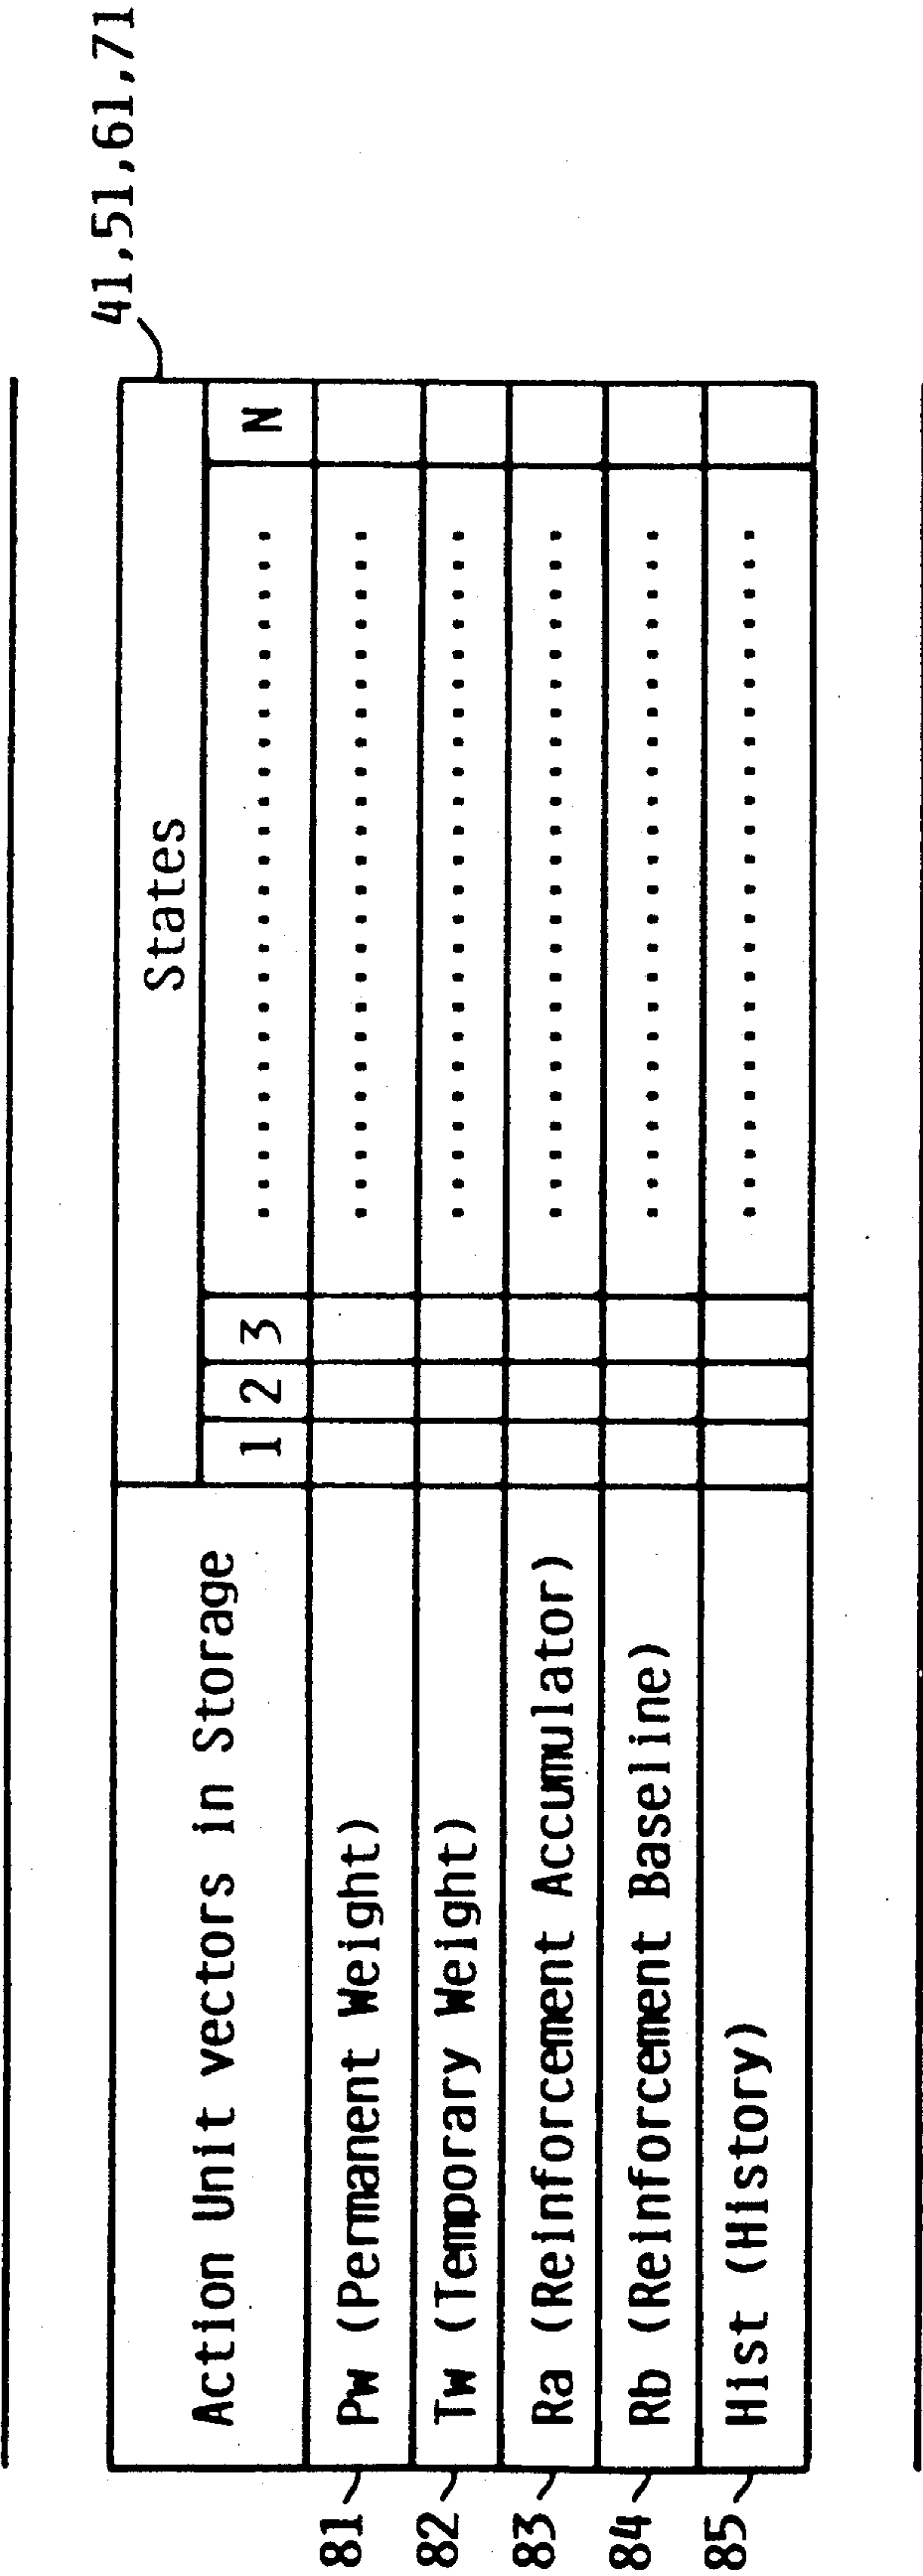 41,51,61,71
Action Unit vectors in Storage States
1 2 3 ........................ N
81 Pw (Permanent Weight) ........................
82 Tw (Temporary Weight) ........................
83 Ra (Reinforcement Accumulator) ........................
84 Rb (Reinforcement Baseline) ........................
85 Hist (History) ........................